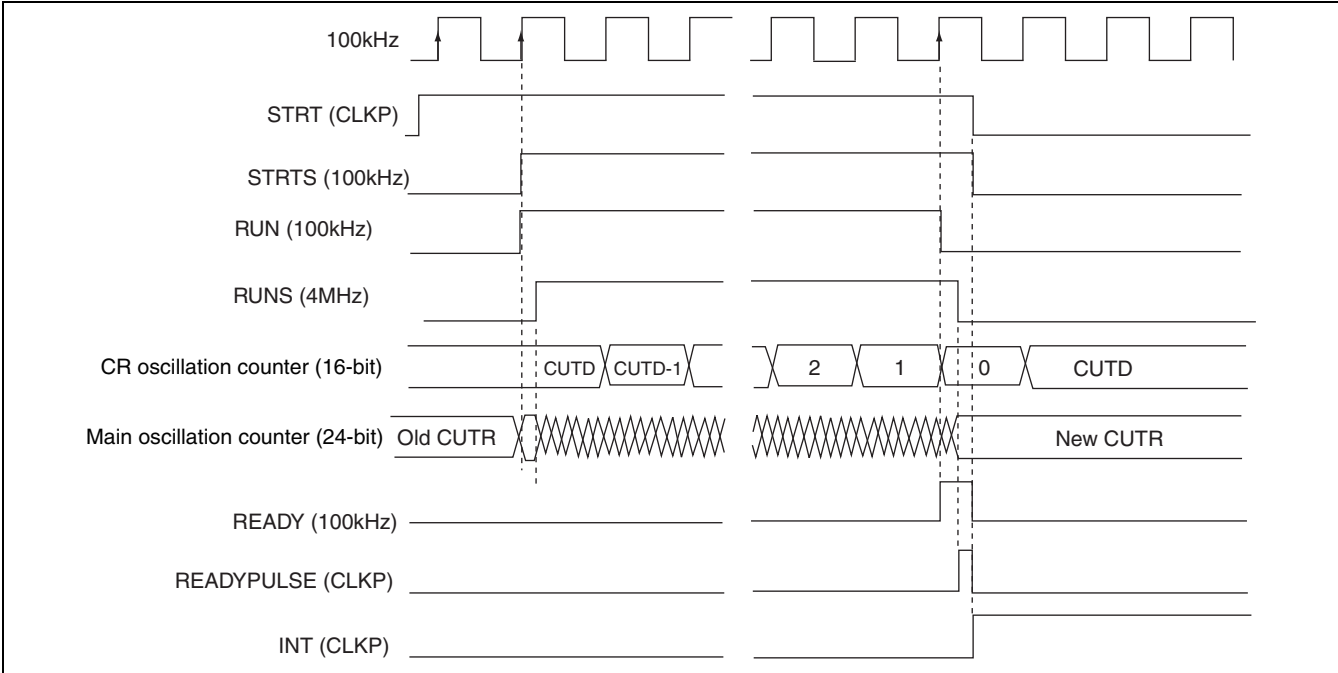 100kHz
STRT (CLKP)
STRTS (100kHz)
RUN (100kHz)
RUNS (4MHz)
CR oscillation counter (16-bit) CUTD CUTD-1 2 1 0 CUTD
Main oscillation counter (24-bit) Old CUTR New CUTR
READY (100kHz)
READYPULSE (CLKP)
INT (CLKP)